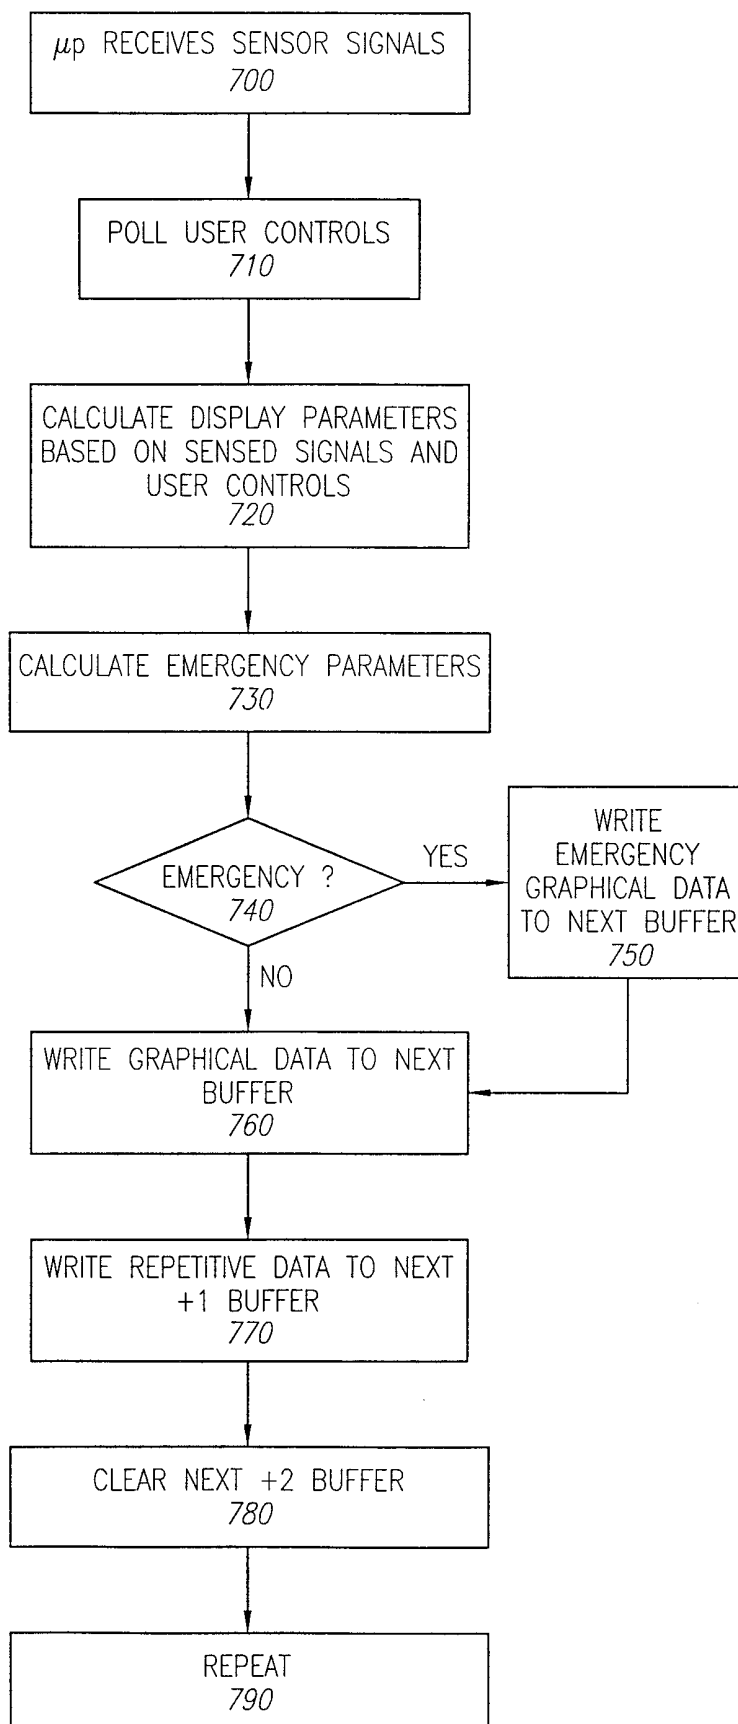 μp RECEIVES SENSOR SIGNALS
700
POLL USER CONTROLS
710
CALCULATE DISPLAY PARAMETERS
BASED ON SENSED SIGNALS AND
USER CONTROLS
720
CALCULATE EMERGENCY PARAMETERS
730
EMERGENCY ?
740
YES
WRITE
EMERGENCY
GRAPHICAL DATA
TO NEXT BUFFER
750
NO
WRITE GRAPHICAL DATA TO NEXT
BUFFER
760
WRITE REPETITIVE DATA TO NEXT
+1 BUFFER
770
CLEAR NEXT +2 BUFFER
780
REPEAT
790